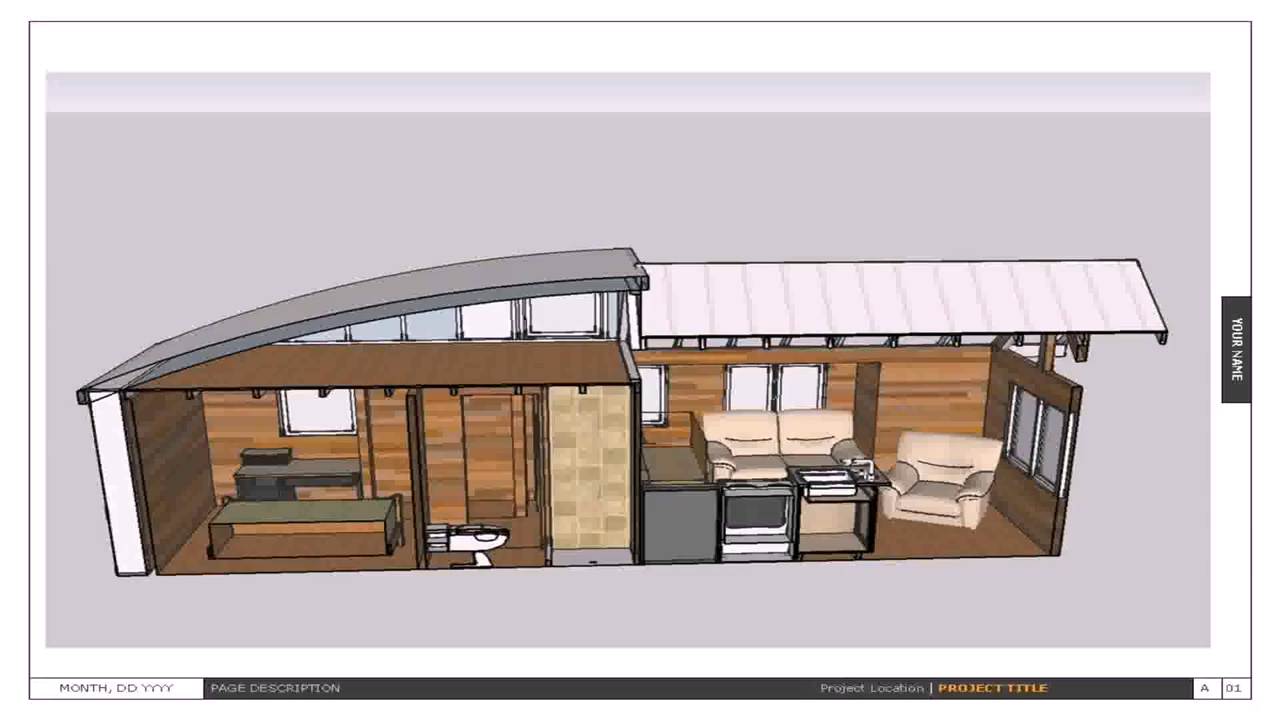 YOUR NAME
MONTH, DD YYYY
PAGE DESCRIPTION
Project Location | PROJECT TITLE
A 01